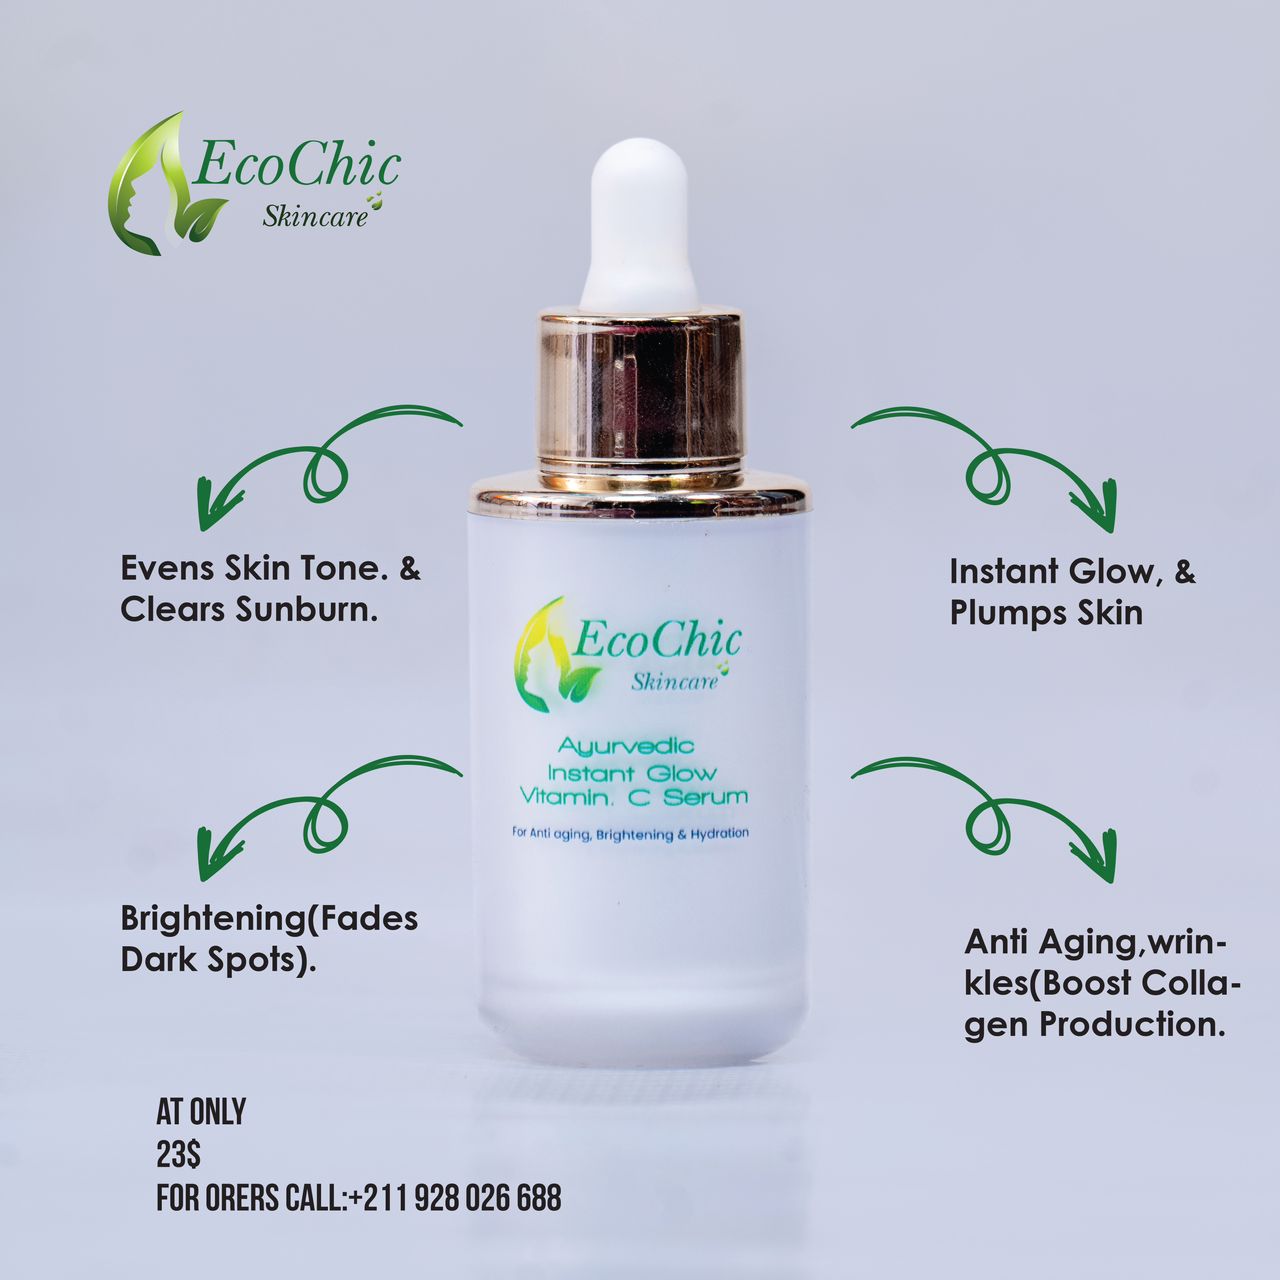 EcoChic
Skincare
Evens Skin Tone. &
Clears Sunburn.
Instant Glow, &
Plumps Skin
EcoChic
Skincare
Ayurvedic
Instant Glow
Vitamin. C Serum
For Anti aging, Brightening & Hydration
Brightening(Fades
Dark Spots).
Anti Aging,wrin-
kles(Boost Colla-
gen Production.
AT ONLY
23$
FOR ORERS CALL:+211 928 026 688